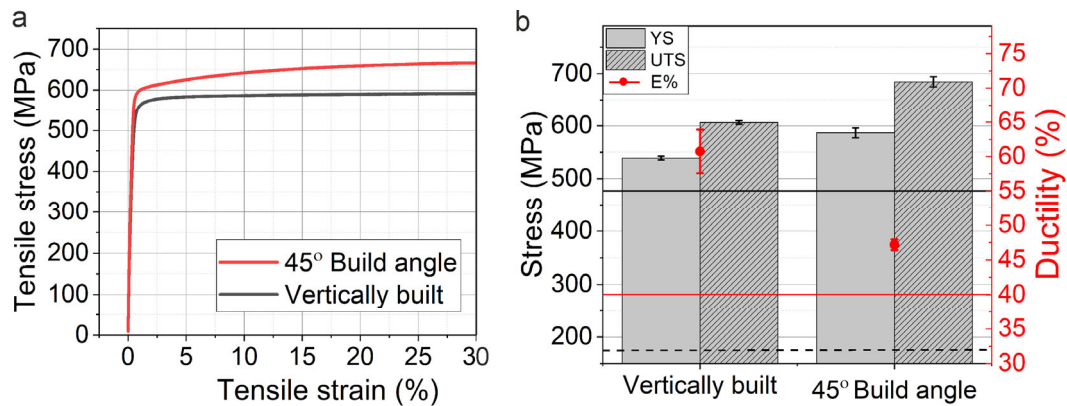 a
Tensile stress (MPa)
700
600
500
400
300
200
100
0
0 5 10 15 20 25 30
Tensile strain (%)
45° Build angle
Vertically built
b
YS
UTS
E%
Stress (MPa)
700
600
500
400
300
200
Vertically built 45° Build angle
75
70
65
60
55
50
45
40
35
30
Ductility (%)